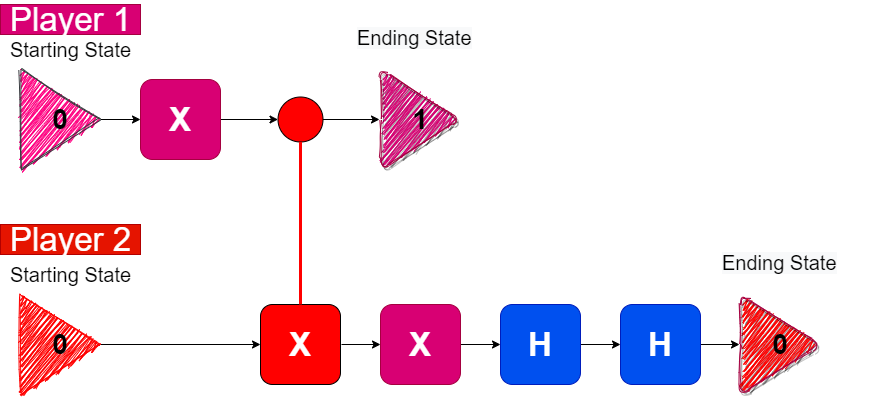 Player 1
Starting State
Ending State
0
X
1
Player 2
Starting State
Ending State
0
X
X
H
H
0